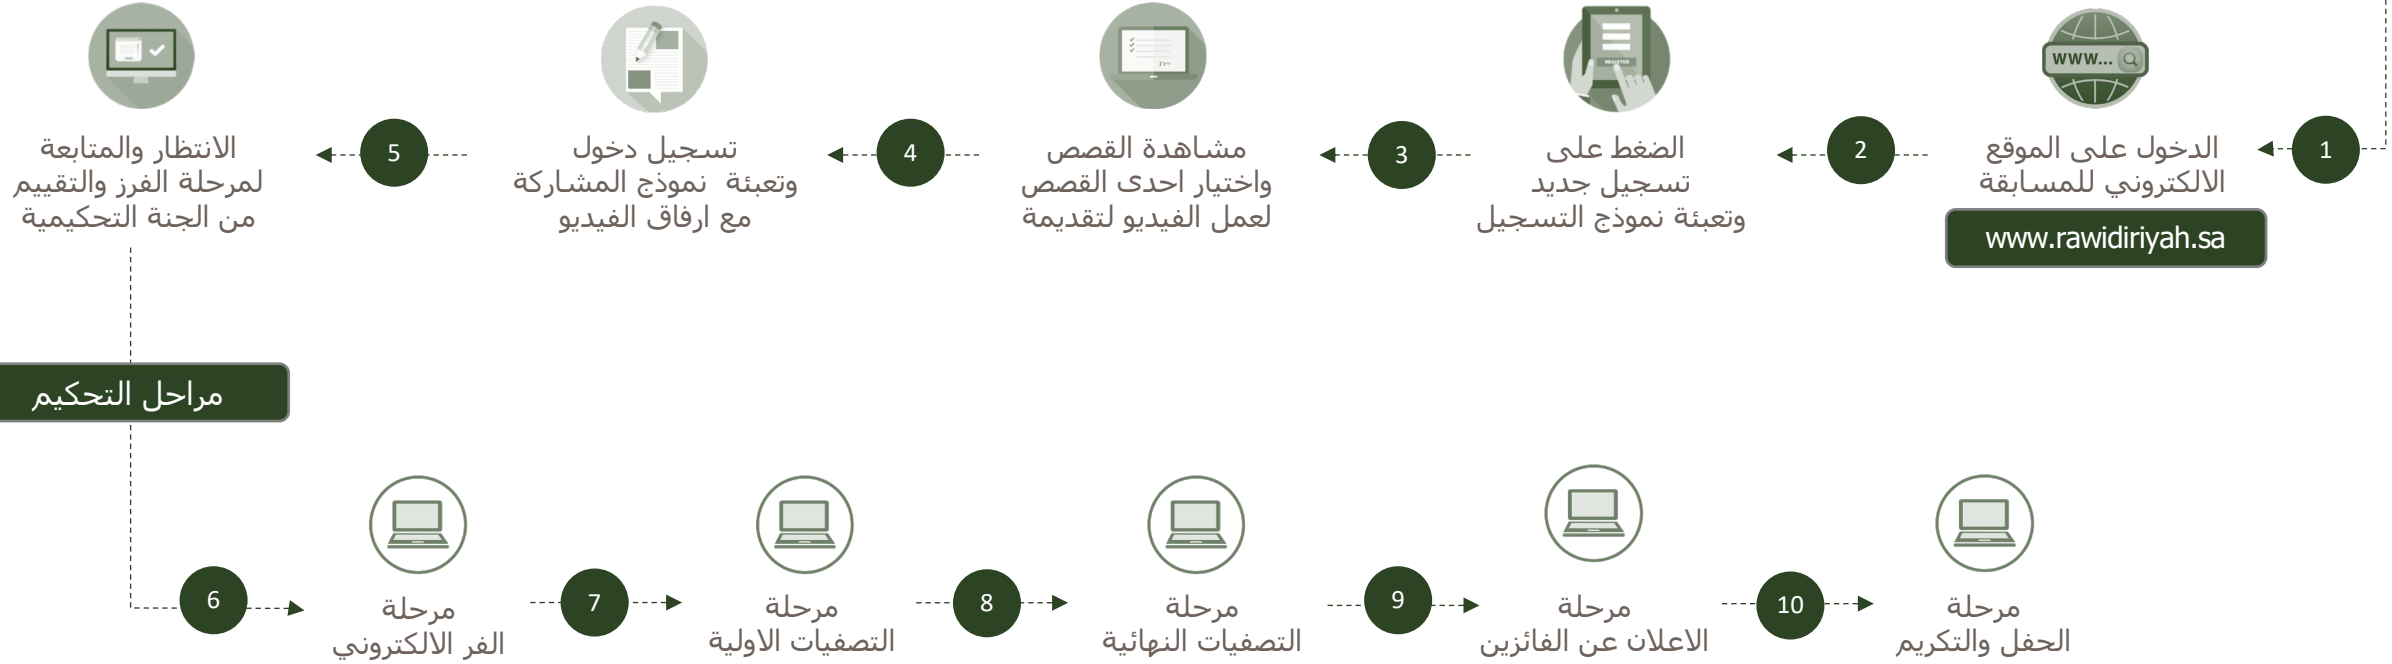 1
الدخول على الموقع
الالكتروني للمسابقة
www.rawidiriyah.sa
WWW...
2
الضغط على
تسجيل جديد
وتعبئة نموذج التسجيل
REGISTER
3
مشاهدة القصص
واختيار احدى القصص
لعمل الفيديو لتقديمة
4
تسجيل دخول
وتعبئة نموذج المشاركة
مع ارفاق الفيديو
5
الانتظار والمتابعة
لمرحلة الفرز والتقييم
من الجنة التحكيمية
مراحل التحكيم
6
مرحلة
الفر الالكتروني
7
مرحلة
التصفيات الاولية
8
مرحلة
التصفيات النهائية
9
مرحلة
الاعلان عن الفائزين
10
مرحلة
الحفل والتكريم